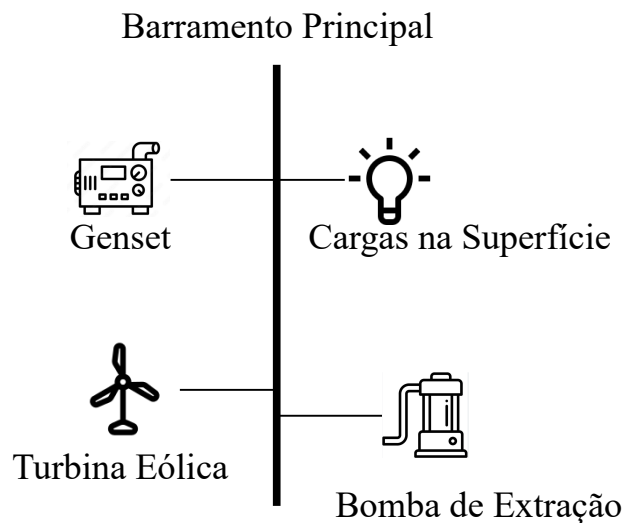 Barramento Principal
Genset
Cargas na Superfície
Turbina Eólica
Bomba de Extração